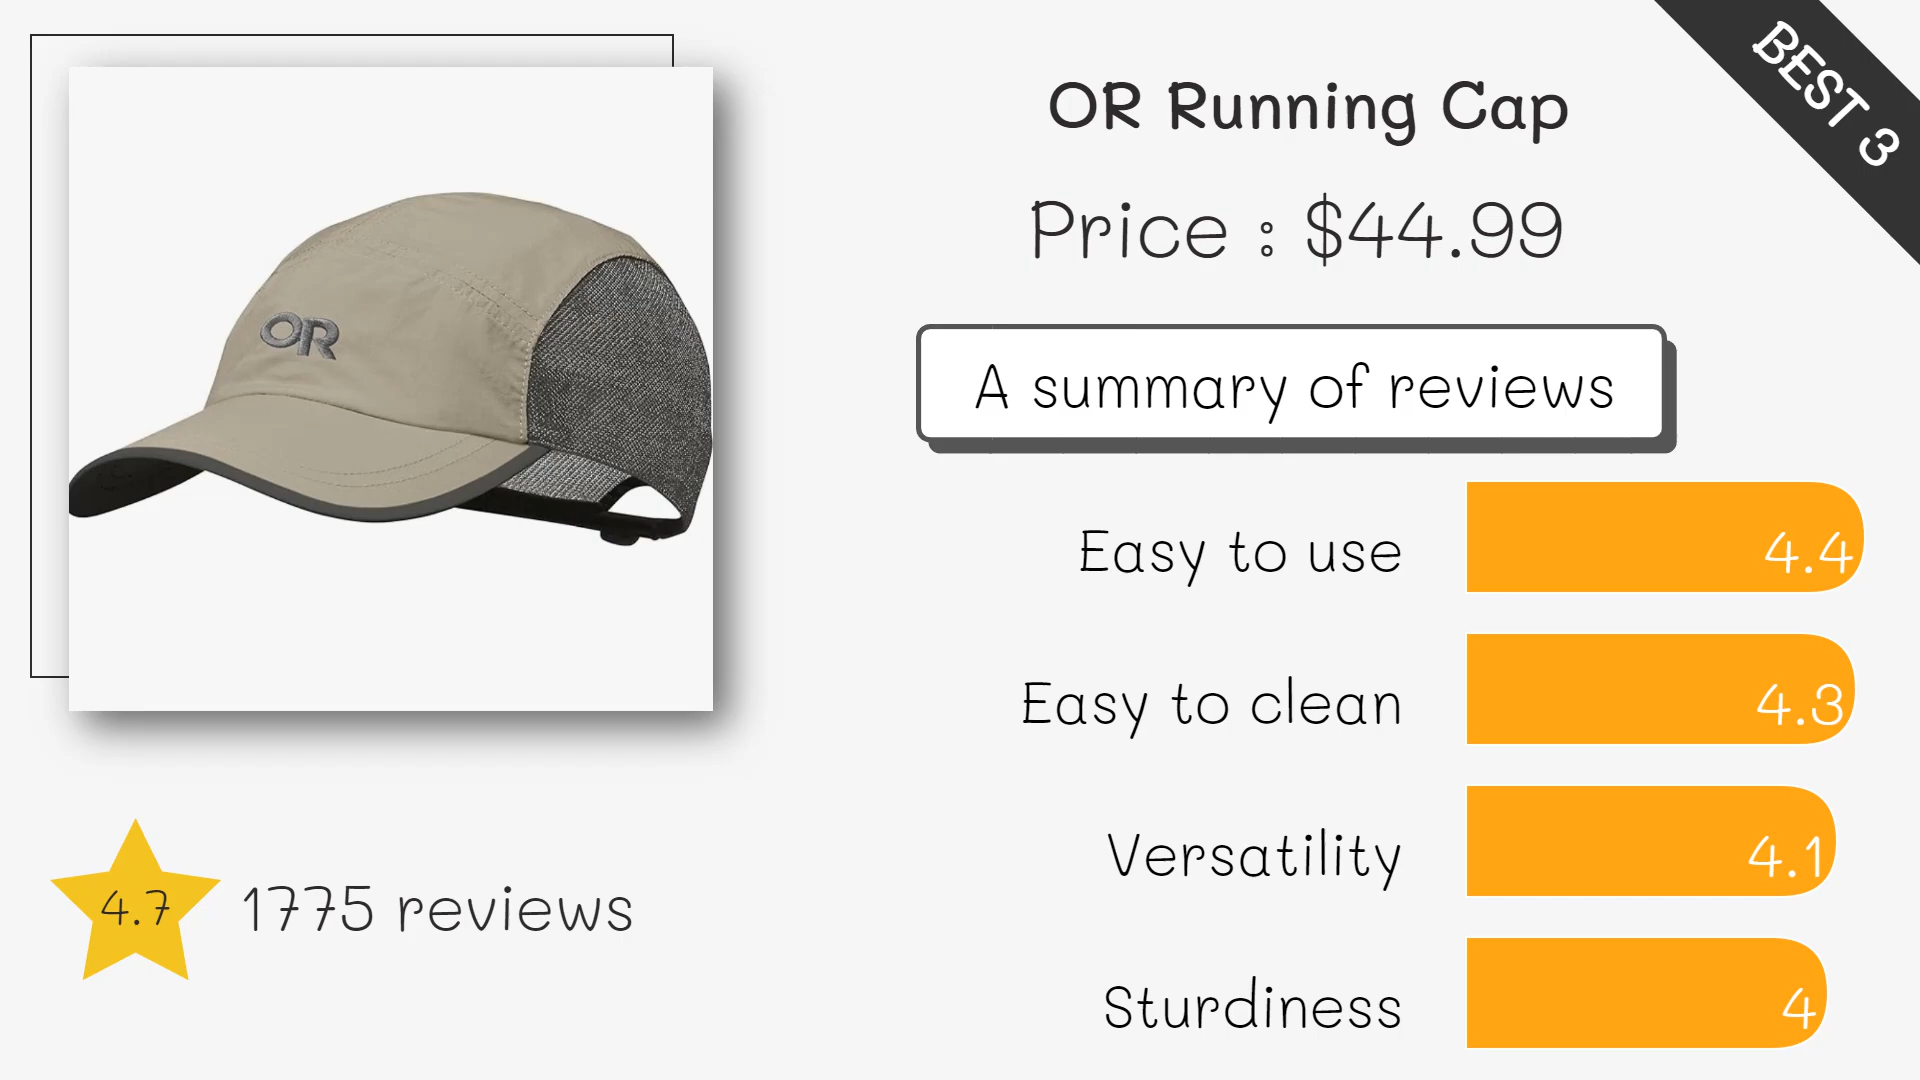 BEST 3
OR Running Cap
Price : $44.99
OR
A summary of reviews
Easy to use 4.4
Easy to clean 4.3
Versatility 4.1
Sturdiness 4
4.7 1775 reviews